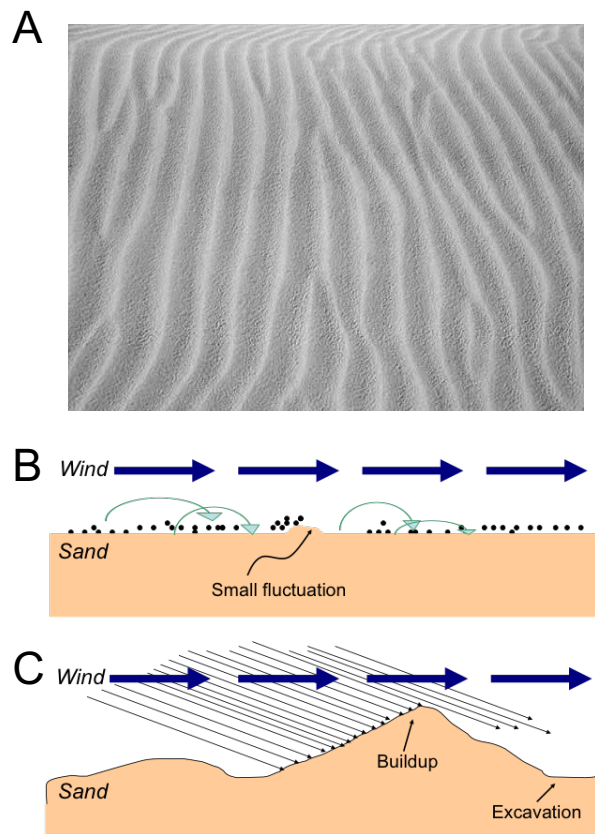 A
B
Wind
Sand
Small fluctuation
C
Wind
Buildup
Sand
Excavation